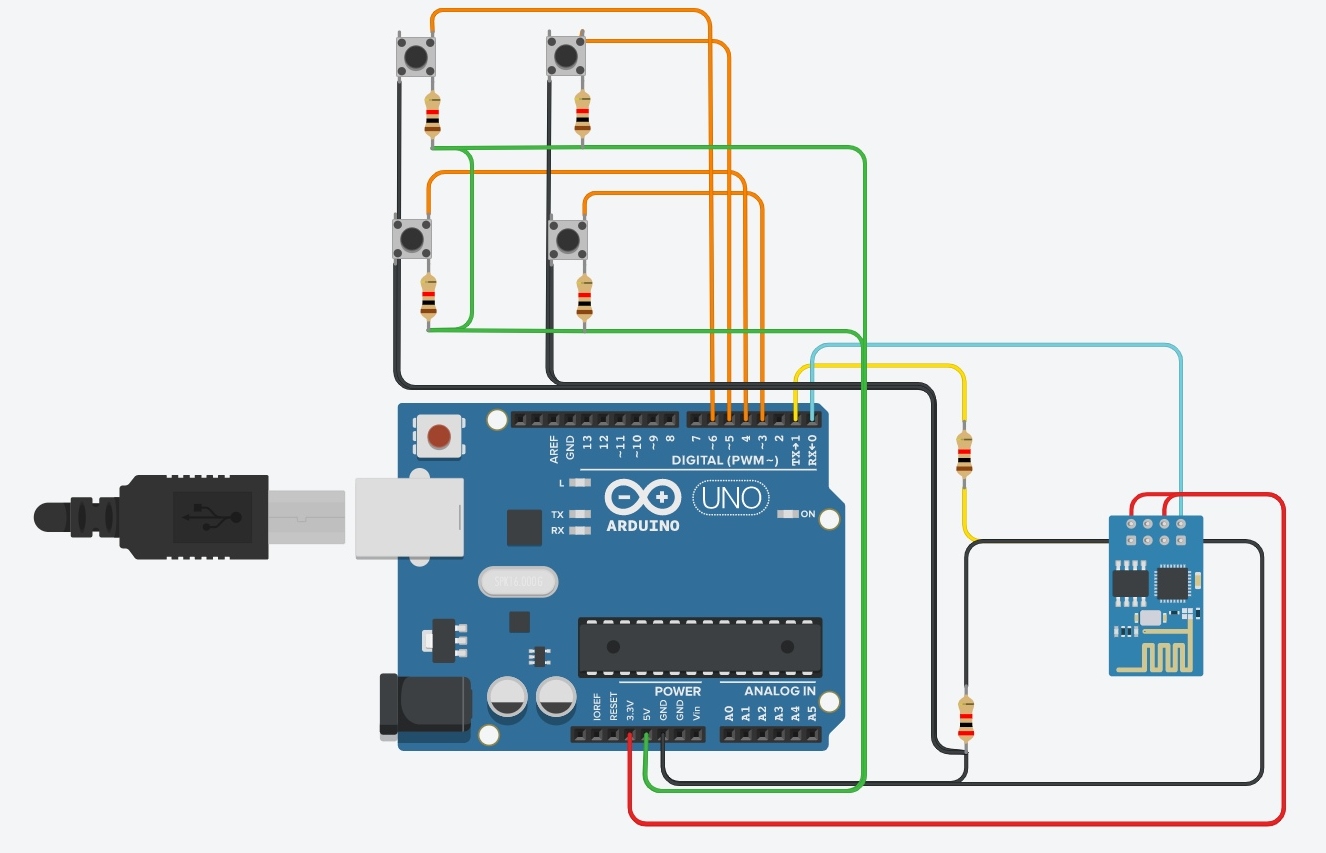 AREF GND 13 12 ~11 ~10 ~9 8 7 ~6 ~5 4 ~3 2 TX→1 RX←0
DIGITAL (PWM~)
L
TX
RX
UNO
ON
ARDUINO
POWER ANALOG IN
IOREF RESET 3.3V 5V GND GND Vin A0 A1 A2 A3 A4 A5